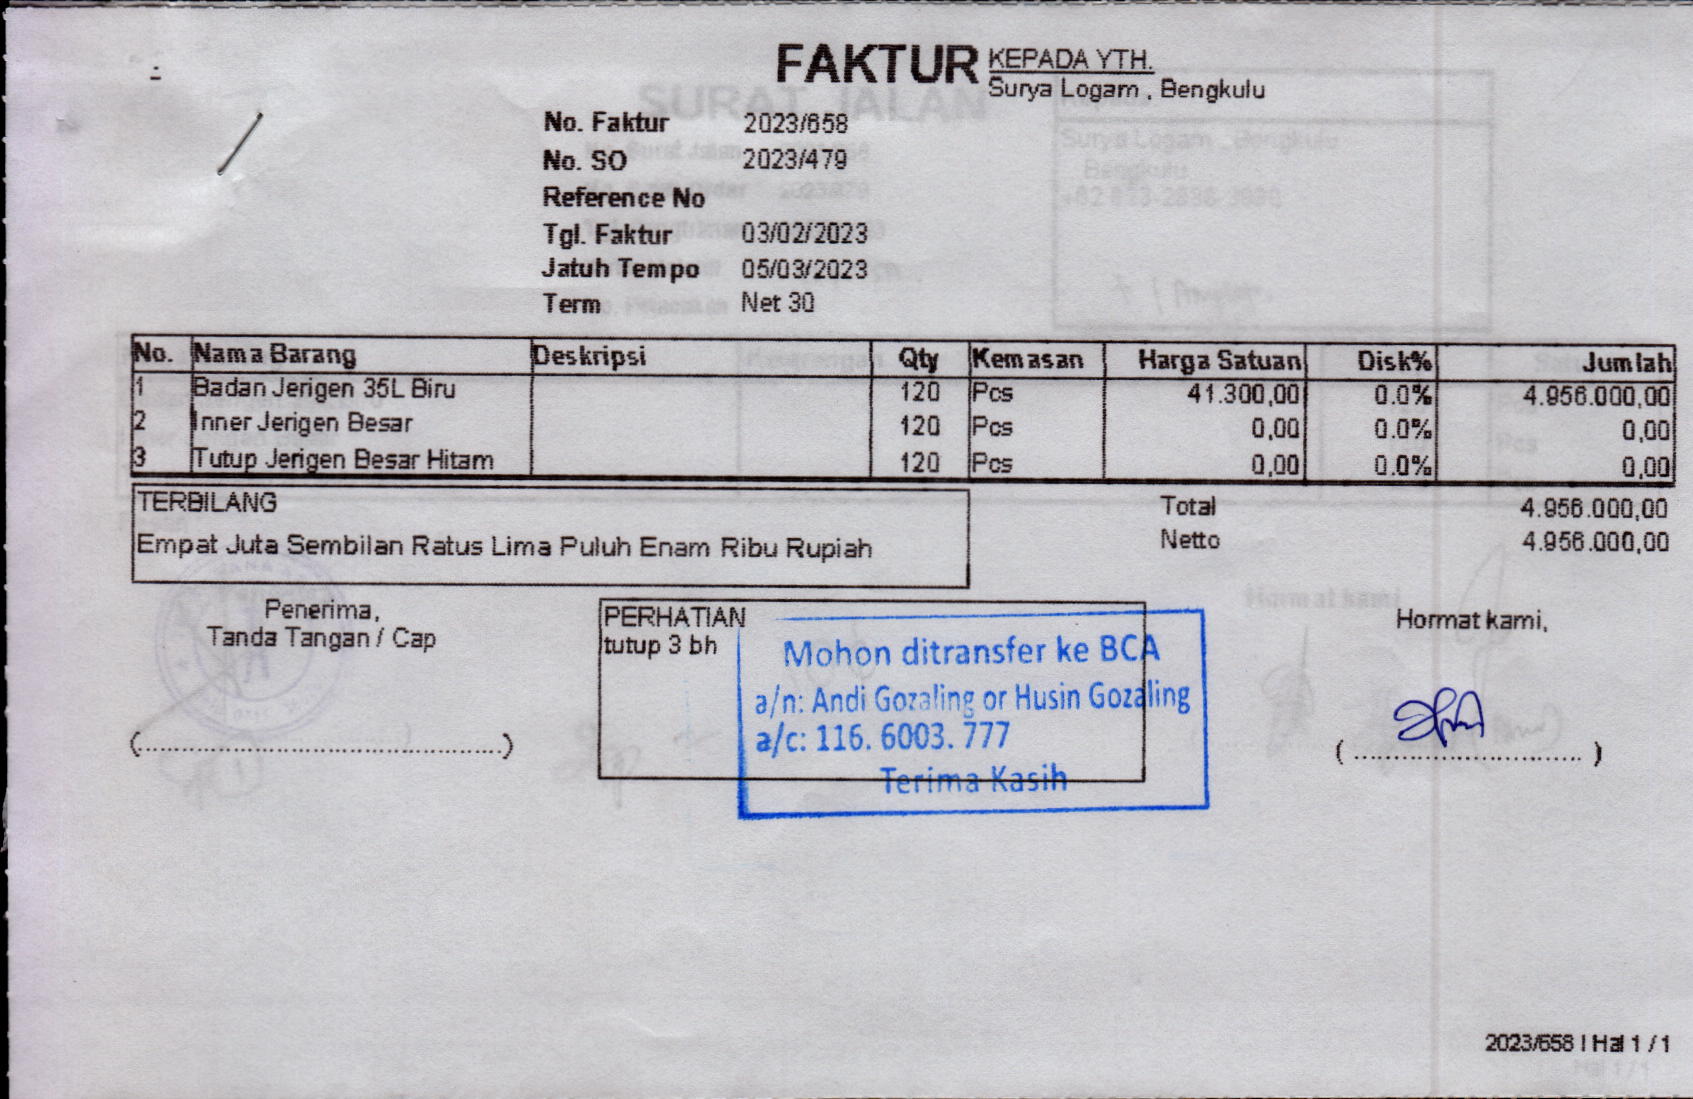 FAKTUR
KEPADA YTH.
Surya Logam , Bengkulu
No. Faktur 2023/658
No. SO 2023/479
Reference No
Tgl. Faktur 03/02/2023
Jatuh Tempo 05/03/2023
Term Net 30
No. Nama Barang Deskripsi Qty Kemasan Harga Satuan Disk% Jumlah
1 Badan Jerigen 35L Biru 120 Pcs 41.300,00 0.0% 4.956.000,00
2 Inner Jerigen Besar 120 Pcs 0,00 0.0% 0,00
3 Tutup Jerigen Besar Hitam 120 Pcs 0,00 0.0% 0,00
TERBILANG
Empat Juta Sembilan Ratus Lima Puluh Enam Ribu Rupiah
Total 4.956.000,00
Netto 4.956.000,00
Penerima,
Tanda Tangan / Cap
(................................................)
PERHATIAN
tutup 3 bh
Mohon ditransfer ke BCA
a/n: Andi Gozaling or Husin Gozaling
a/c: 116. 6003. 777
Terima Kasih
Hormat kami,
( ............................. )
2023/658 | Hal 1 / 1